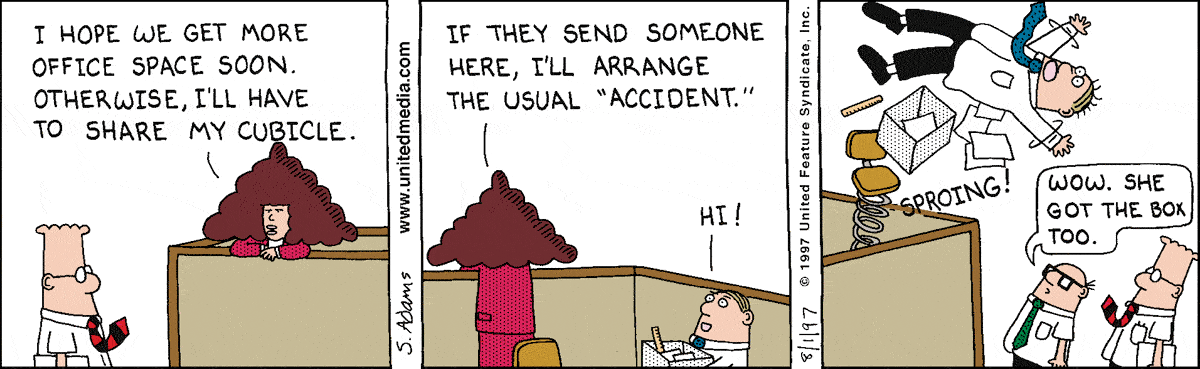 I HOPE WE GET MORE
OFFICE SPACE SOON.
OTHERWISE, I'LL HAVE
TO SHARE MY CUBICLE.
www.unitedmedia.com
S. Adams
IF THEY SEND SOMEONE
HERE, I'LL ARRANGE
THE USUAL "ACCIDENT."
HI!
8/1/97 © 1997 United Feature Syndicate, Inc.
SPROING!
WOW. SHE
GOT THE BOX
TOO.